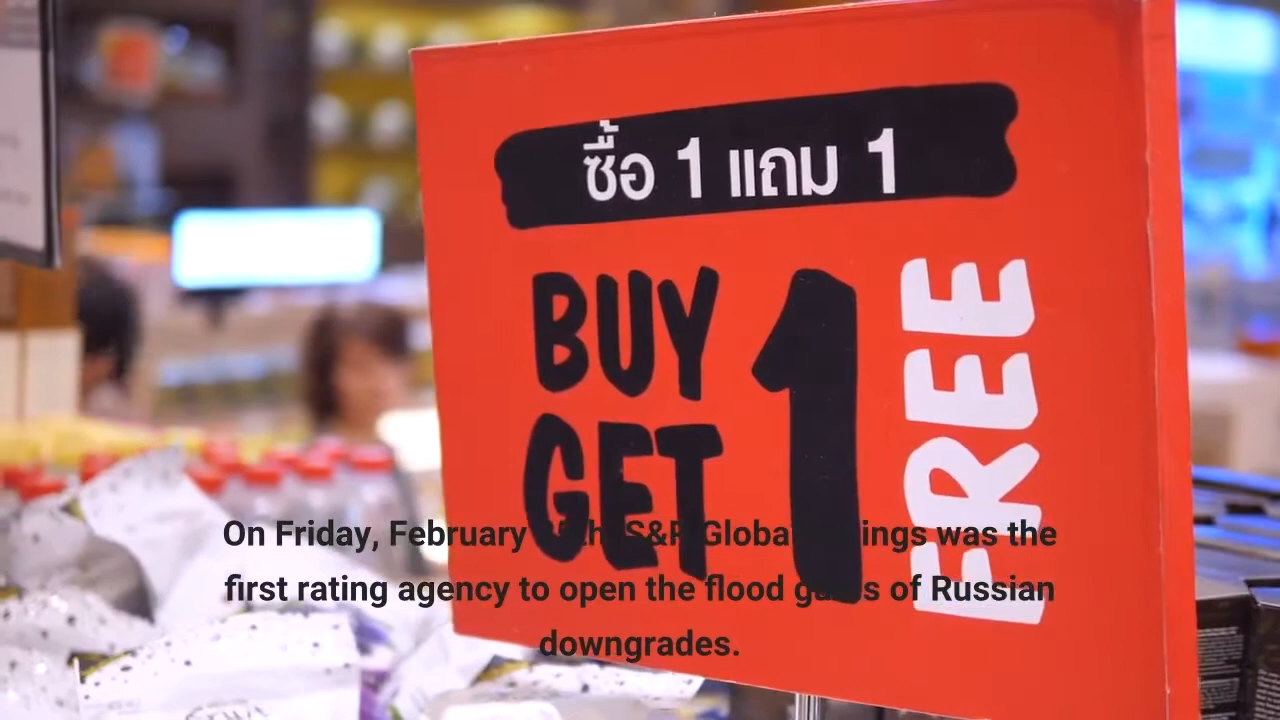 ซื้อ 1 แถม 1
BUY
GET
1
FREE
On Friday, February S&P Global was the
first rating agency to open the flood of Russian
downgrades.